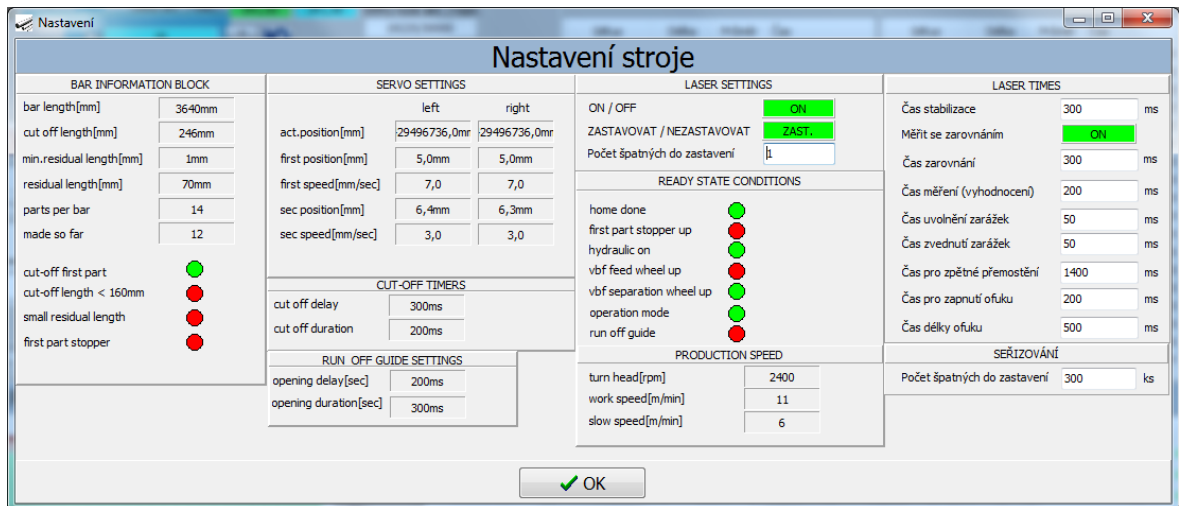 Nastavení
Nastavení stroje
BAR INFORMATION BLOCK
bar length[mm] 3640mm
cut off length[mm] 246mm
min.residual length[mm] 1mm
residual length[mm] 70mm
parts per bar 14
made so far 12
cut-off first part
cut-off length < 160mm
small residual length
first part stopper
SERVO SETTINGS
left right
act.position[mm] -29496736,0mr -29496736,0mr
first position[mm] 5,0mm 5,0mm
first speed[mm/sec] 7,0 7,0
sec position[mm] 6,4mm 6,3mm
sec speed[mm/sec] 3,0 3,0
CUT-OFF TIMERS
cut off delay 300ms
cut off duration 200ms
RUN OFF GUIDE SETTINGS
opening delay[sec] 200ms
opening duration[sec] 300ms
LASER SETTINGS
ON / OFF ON
ZASTAVOVAT / NEZASTAVOVAT ZAST.
Počet špatných do zastavení 1
READY STATE CONDITIONS
home done
first part stopper up
hydraulic on
vbf feed wheel up
vbf separation wheel up
operation mode
run off guide
PRODUCTION SPEED
turn head[rpm] 2400
work speed[m/min] 11
slow speed[m/min] 6
LASER TIMES
Čas stabilizace 300 ms
Měřit se zarovnáním ON
Čas zarovnání 300 ms
Čas měření (vyhodnocení) 200 ms
Čas uvolnění zarážek 50 ms
Čas zvednutí zarážek 50 ms
Čas pro zpětné přemostění 1400 ms
Čas pro zapnutí ofuku 200 ms
Čas délky ofuku 500 ms
SEŘIZOVÁNÍ
Počet špatných do zastavení 300 ks
OK